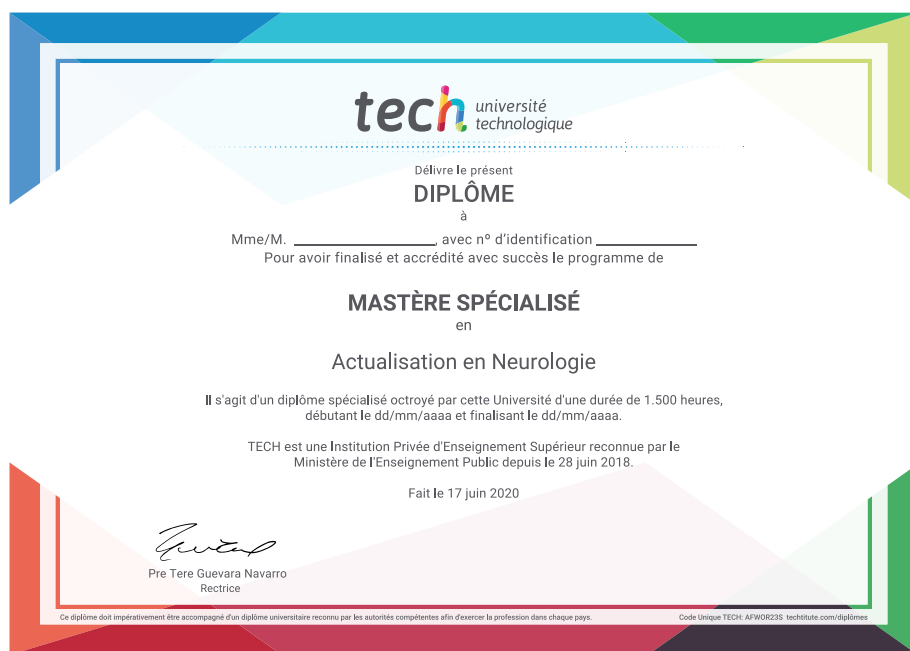 tech université
technologique
Délivre le présent
DIPLÔME
à
Mme/M. ____________________, avec nº d'identification ______________
Pour avoir finalisé et accrédité avec succès le programme de
MASTÈRE SPÉCIALISÉ
en
Actualisation en Neurologie
Il s'agit d'un diplôme spécialisé octroyé par cette Université d'une durée de 1.500 heures,
débutant le dd/mm/aaaa et finalisant le dd/mm/aaaa.
TECH est une Institution Privée d'Enseignement Supérieur reconnue par le
Ministère de l'Enseignement Public depuis le 28 juin 2018.
Fait le 17 juin 2020
Pre Tere Guevara Navarro
Rectrice
Ce diplôme doit impérativement être accompagné d'un diplôme universitaire reconnu par les autorités compétentes afin d'exercer la profession dans chaque pays.
Code Unique TECH: AFWOR23S techtitute.com/diplômes